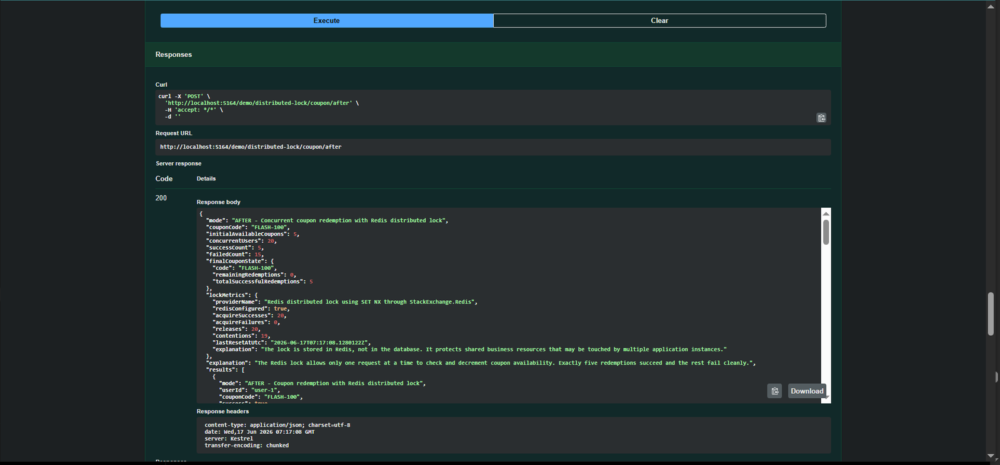 Execute
Clear
Responses
Curl
curl -X 'POST' \
  'http://localhost:5164/demo/distributed-lock/coupon/after' \
  -H 'accept: */*' \
  -d ''
Request URL
http://localhost:5164/demo/distributed-lock/coupon/after
Server response
Code
Details
200
Response body
{
  "mode": "AFTER - Concurrent coupon redemption with Redis distributed lock",
  "couponCode": "FLASH-100",
  "initialAvailableCoupons": 5,
  "concurrentUsers": 20,
  "successCount": 5,
  "failedCount": 15,
  "finalCouponState": {
    "code": "FLASH-100",
    "remainingRedemptions": 0,
    "totalSuccessfulRedemptions": 5
  },
  "lockMetrics": {
    "providerName": "Redis distributed lock using SET NX through StackExchange.Redis",
    "redisConfigured": true,
    "acquireSuccesses": 20,
    "acquireFailures": 0,
    "releases": 20,
    "contentions": 19,
    "lastResetAtUtc": "2026-06-17T07:17:08.1280122Z",
    "explanation": "The lock is stored in Redis, not in the database. It protects shared business resources that may be touched by multiple application instances."
  },
  "explanation": "The Redis lock allows only one request at a time to check and decrement coupon availability. Exactly five redemptions succeed and the rest fail cleanly.",
  "results": [
    {
      "mode": "AFTER - Coupon redemption with Redis distributed lock",
      "userId": "user-1",
      "couponCode": "FLASH-100",
      "success": true
Download
Response headers
content-type: application/json; charset=utf-8
date: Wed,17 Jun 2026 07:17:08 GMT
server: Kestrel
transfer-encoding: chunked
Responses